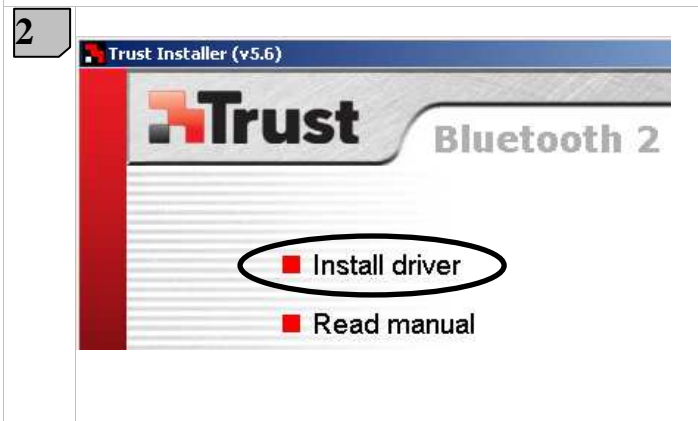 2
Trust Installer (v5.6)
Trust
Bluetooth 2
Install driver
Read manual